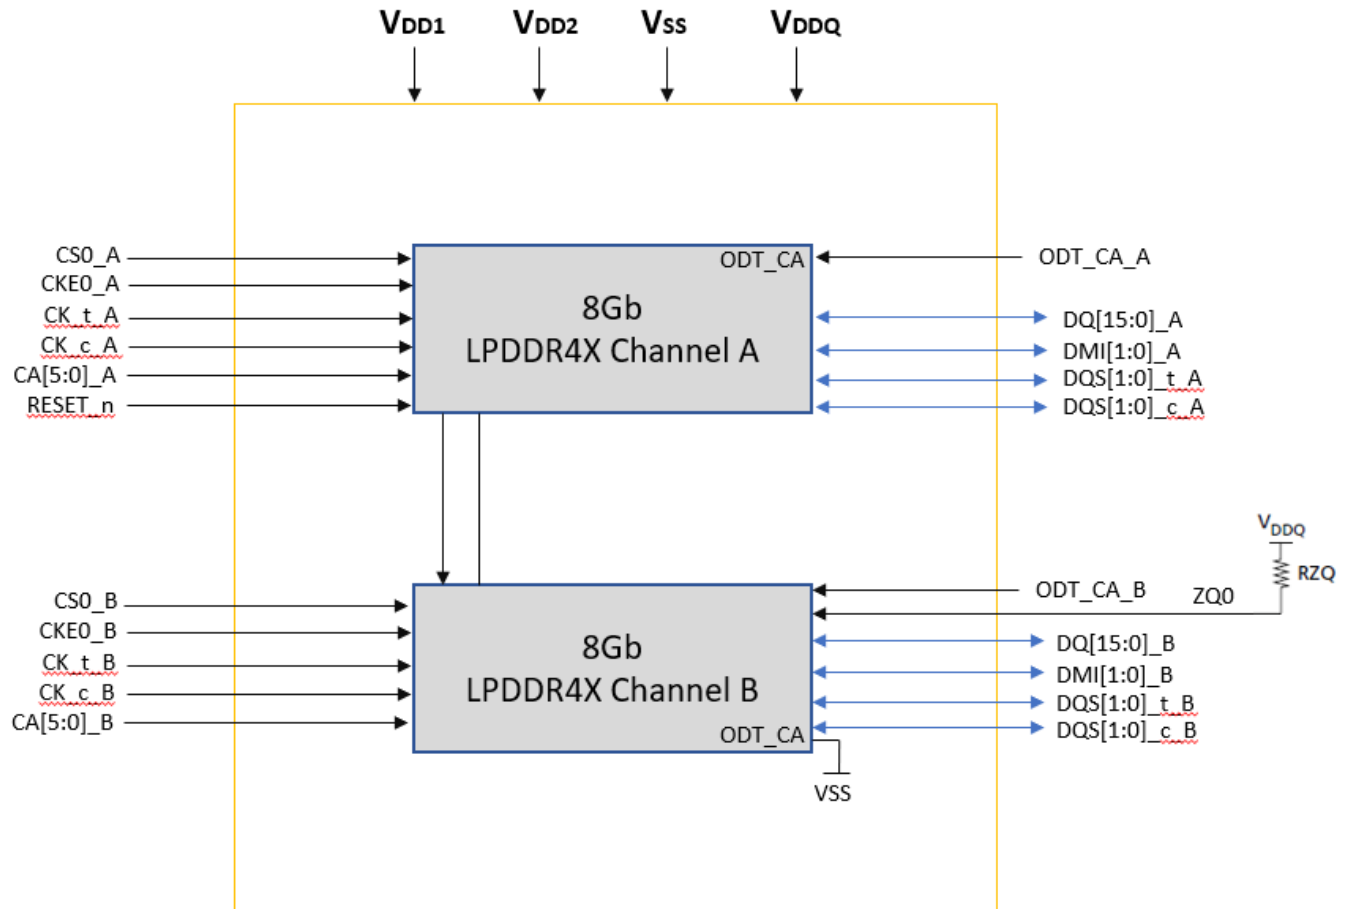 VDD1 VDD2 VSS VDDQ
CS0_A
CKE0_A
CK_t_A
CK_c_A
CA[5:0]_A
RESET_n
ODT_CA
8Gb
LPDDR4X Channel A
ODT_CA_A
DQ[15:0]_A
DMI[1:0]_A
DQS[1:0]_t_A
DQS[1:0]_c_A
VDDQ
RZQ
CS0_B
CKE0_B
CK_t_B
CK_c_B
CA[5:0]_B
8Gb
LPDDR4X Channel B
ODT_CA
ODT_CA_B
ZQ0
DQ[15:0]_B
DMI[1:0]_B
DQS[1:0]_t_B
DQS[1:0]_c_B
VSS